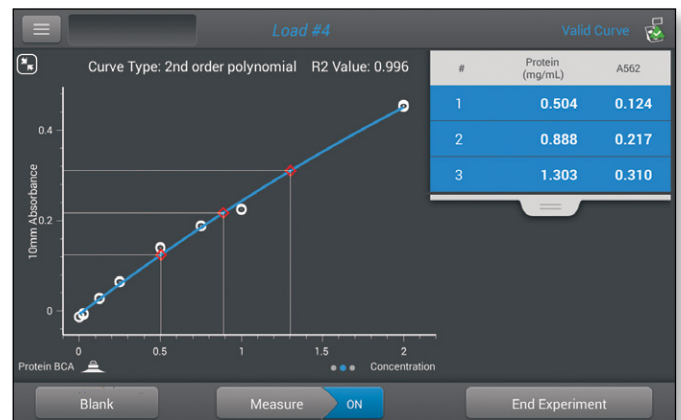 Load #4
Valid Curve
Curve Type: 2nd order polynomial R2 Value: 0.996
# Protein (mg/mL) A562
1 0.504 0.124
2 0.888 0.217
3 1.303 0.310
10mm Absorbance
0.4
0.2
0
0 0.5 1 1.5 2
Protein BCA
Concentration
Blank
Measure ON
End Experiment